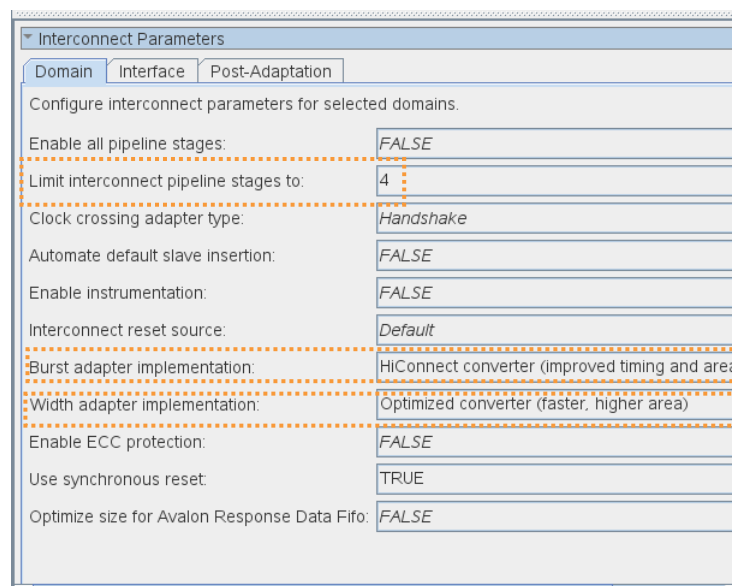 Interconnect Parameters
Domain Interface Post-Adaptation
Configure interconnect parameters for selected domains.
Enable all pipeline stages: FALSE
Limit interconnect pipeline stages to: 4
Clock crossing adapter type: Handshake
Automate default slave insertion: FALSE
Enable instrumentation: FALSE
Interconnect reset source: Default
Burst adapter implementation: HiConnect converter (improved timing and area
Width adapter implementation: Optimized converter (faster, higher area)
Enable ECC protection: FALSE
Use synchronous reset: TRUE
Optimize size for Avalon Response Data Fifo: FALSE